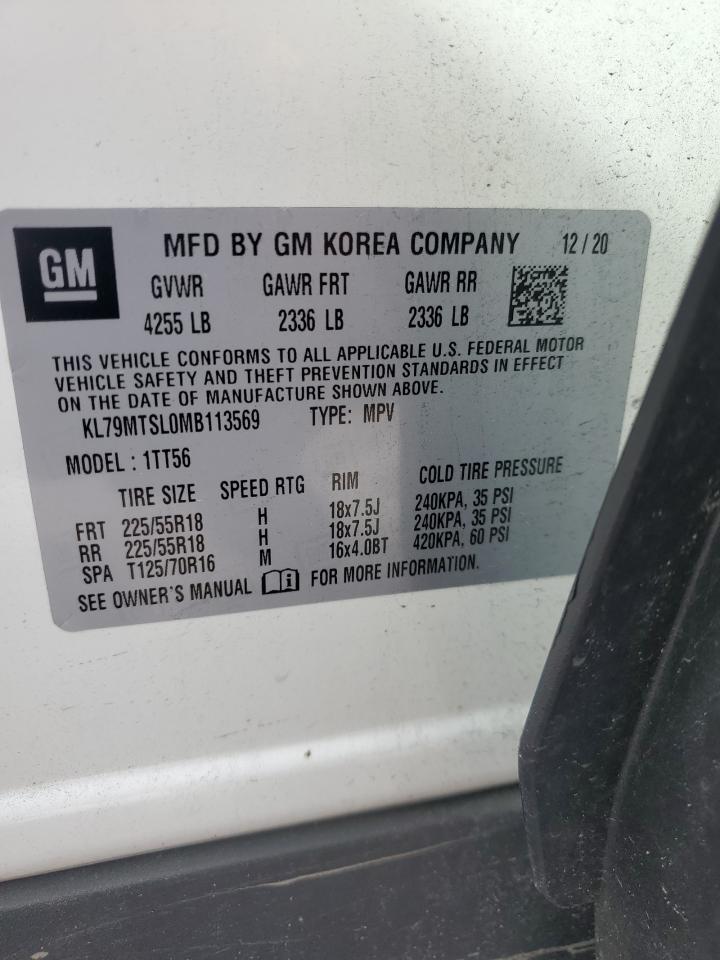 GM
MFD BY GM KOREA COMPANY 12 / 20
GVWR GAWR FRT GAWR RR
4255 LB 2336 LB 2336 LB
THIS VEHICLE CONFORMS TO ALL APPLICABLE U.S. FEDERAL MOTOR
VEHICLE SAFETY AND THEFT PREVENTION STANDARDS IN EFFECT
ON THE DATE OF MANUFACTURE SHOWN ABOVE.
KL79MTSL0MB113569 TYPE: MPV
MODEL : 1TT56
TIRE SIZE SPEED RTG RIM COLD TIRE PRESSURE
FRT 225/55R18 H 18x7.5J 240KPA, 35 PSI
RR 225/55R18 H 18x7.5J 240KPA, 35 PSI
SPA T125/70R16 M 16x4.0BT 420KPA, 60 PSI
SEE OWNER'S MANUAL i FOR MORE INFORMATION.